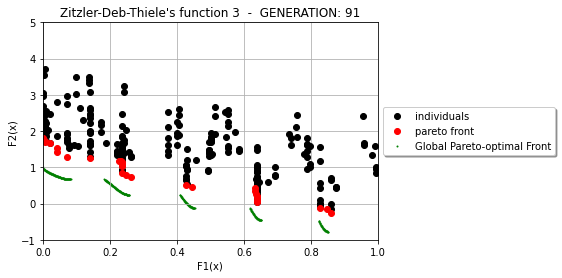 Zitzler-Deb-Thiele's function 3 - GENERATION: 91
5
4
3
2
1
0
−1
F2(x)
0.0 0.2 0.4 0.6 0.8 1.0
F1(x)
individuals
pareto front
Global Pareto-optimal Front